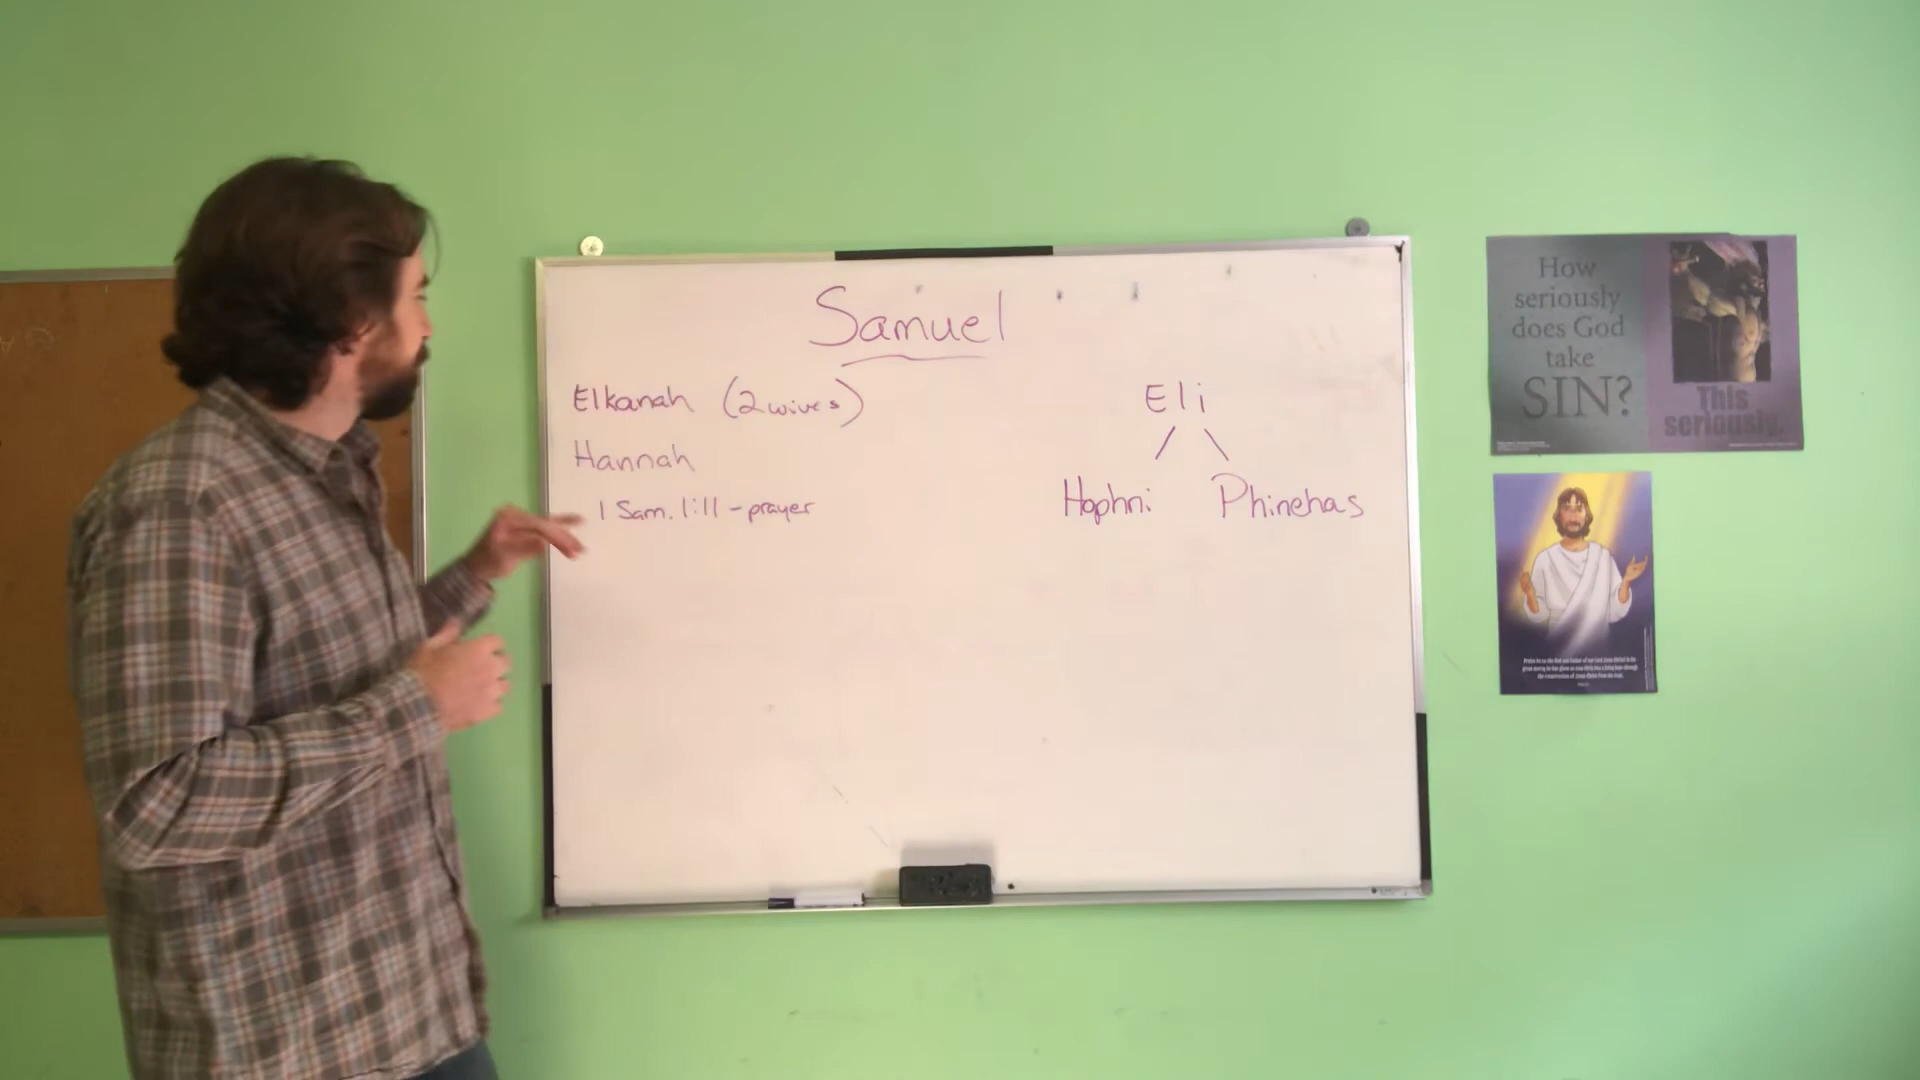 Samuel
Elkanah (2 wives)
Hannah
1 Sam. 1:11 - prayer
Eli
Hophni Phinehas
How
seriously
does God
take
SIN?
This
seriously.